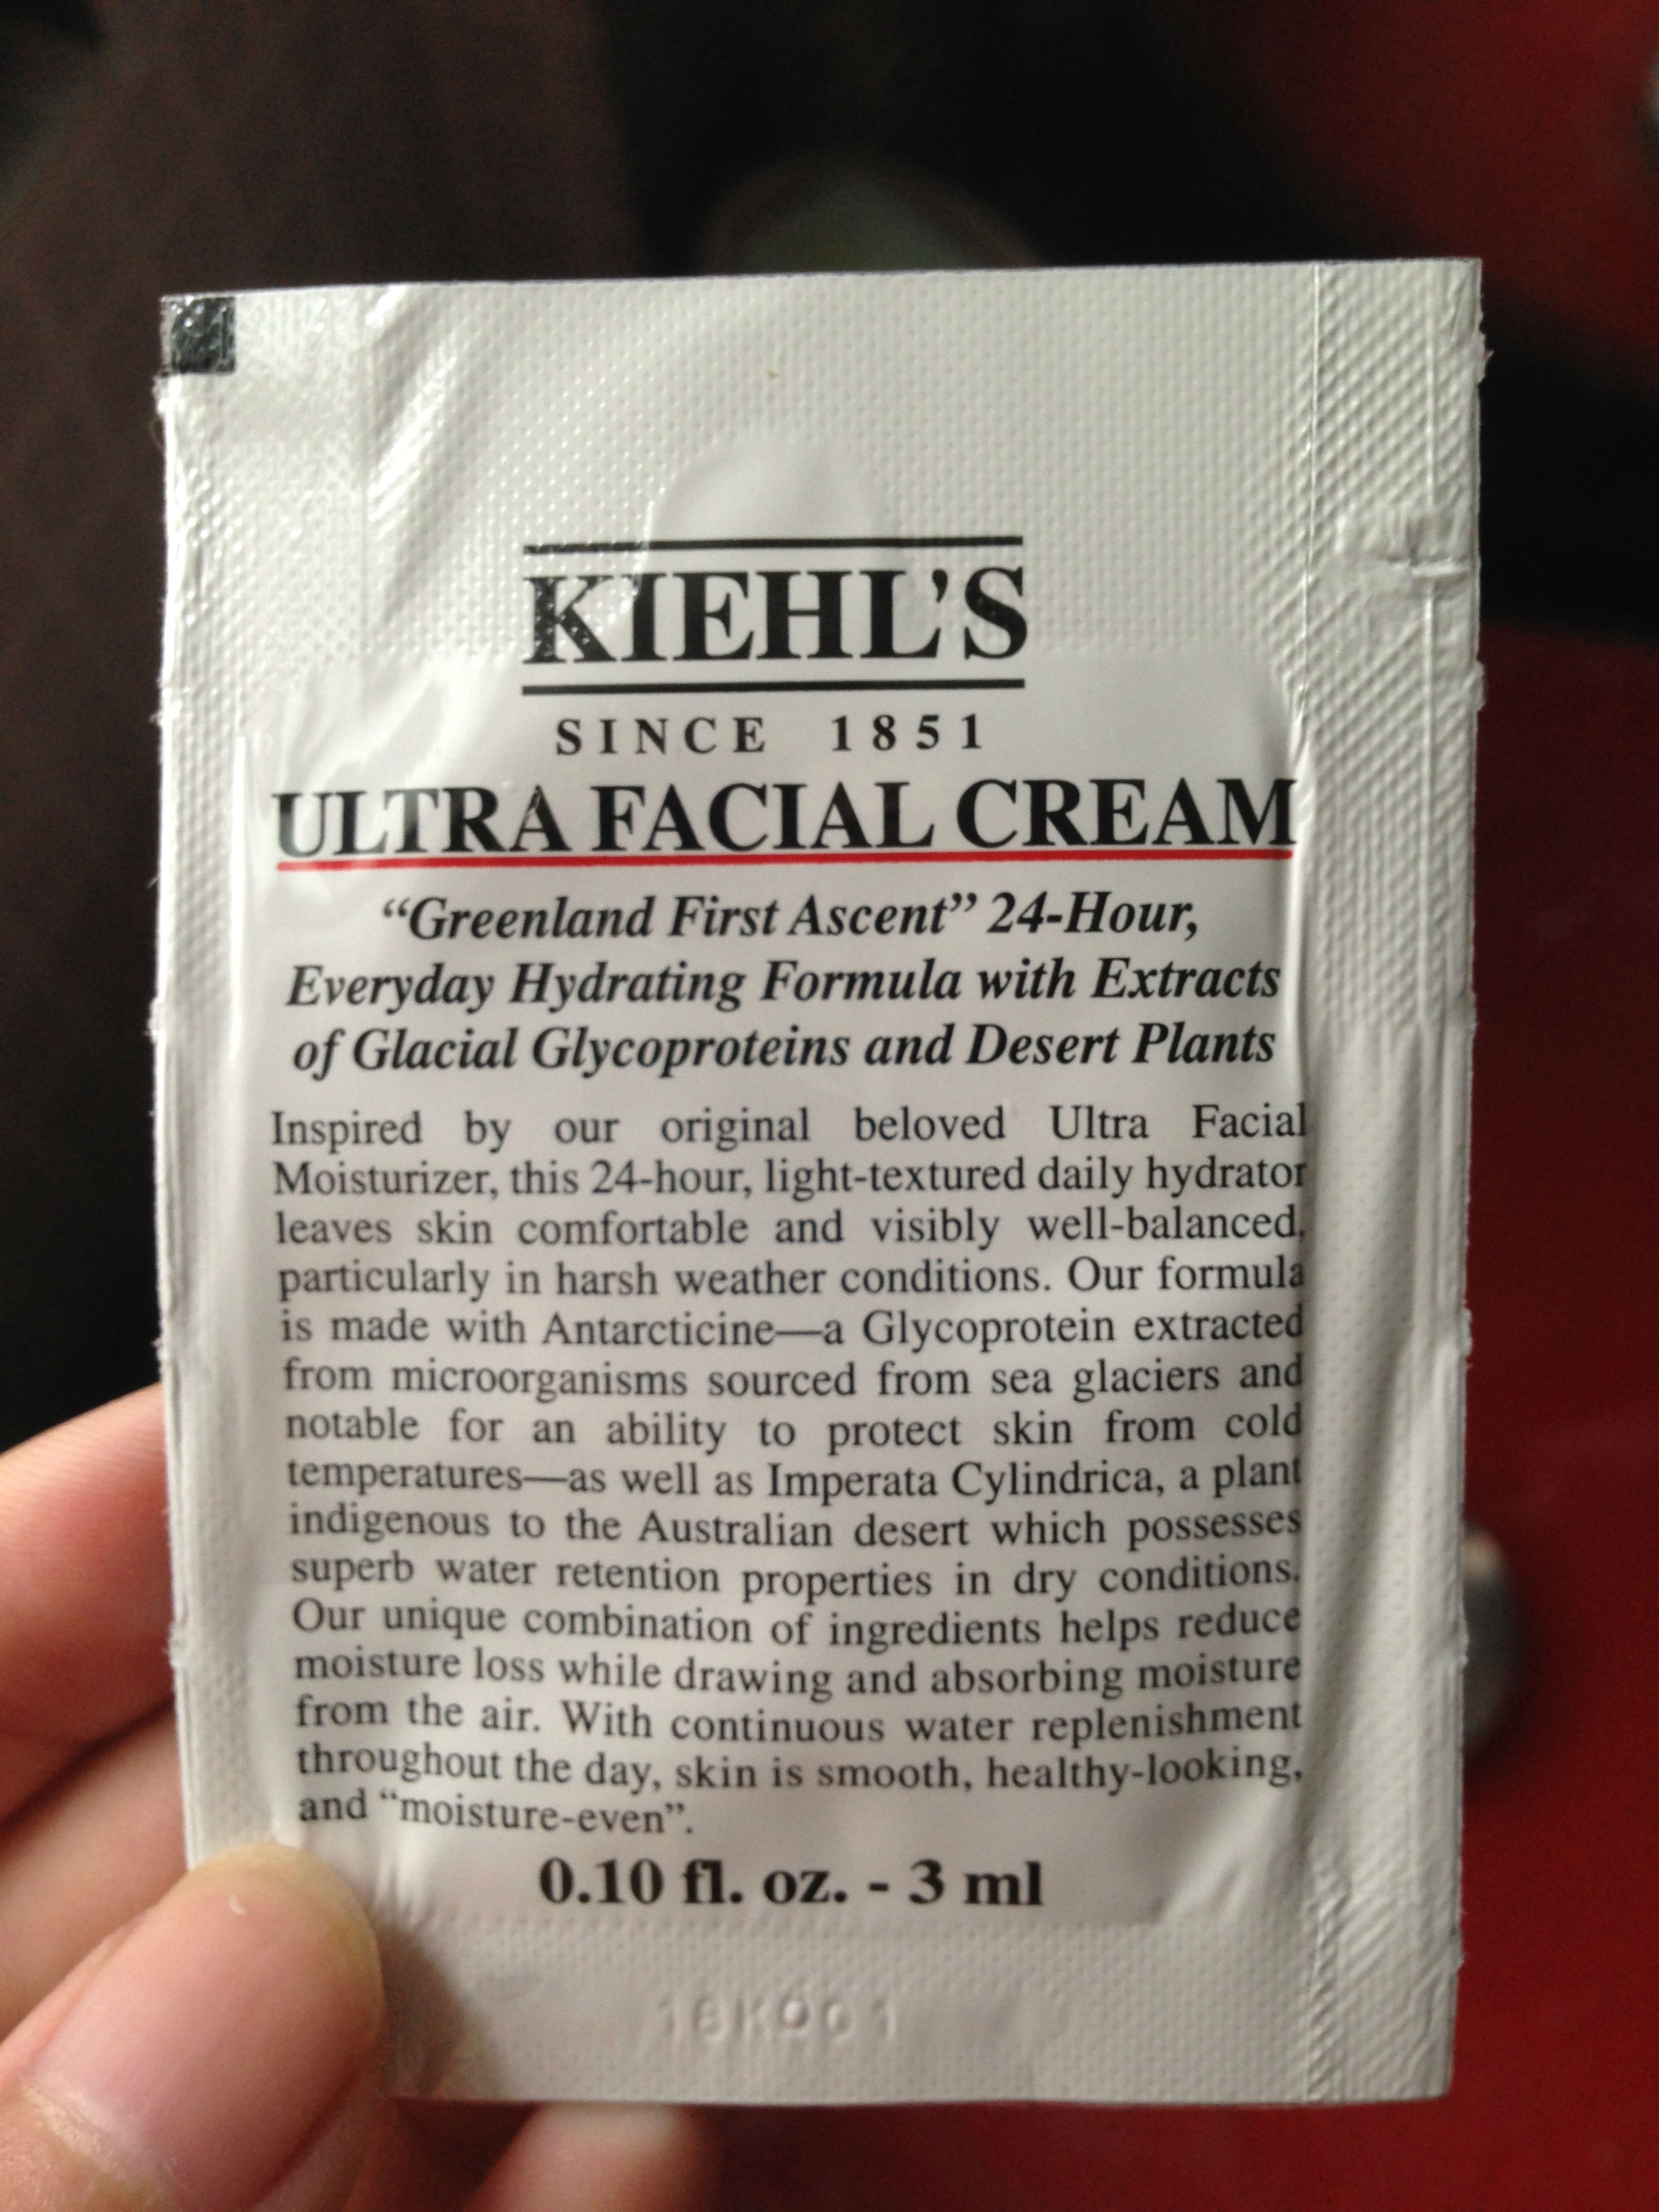 KIEHL'S
SINCE 1851
ULTRA FACIAL CREAM
“Greenland First Ascent” 24-Hour,
Everyday Hydrating Formula with Extracts
of Glacial Glycoproteins and Desert Plants
Inspired by our original beloved Ultra Facial
Moisturizer, this 24-hour, light-textured daily hydrator
leaves skin comfortable and visibly well-balanced,
particularly in harsh weather conditions. Our formula
is made with Antarcticine—a Glycoprotein extracted
from microorganisms sourced from sea glaciers and
notable for an ability to protect skin from cold
temperatures—as well as Imperata Cylindrica, a plant
indigenous to the Australian desert which possesses
superb water retention properties in dry conditions.
Our unique combination of ingredients helps reduce
moisture loss while drawing and absorbing moisture
from the air. With continuous water replenishment
throughout the day, skin is smooth, healthy-looking,
and “moisture-even”.
0.10 fl. oz. - 3 ml